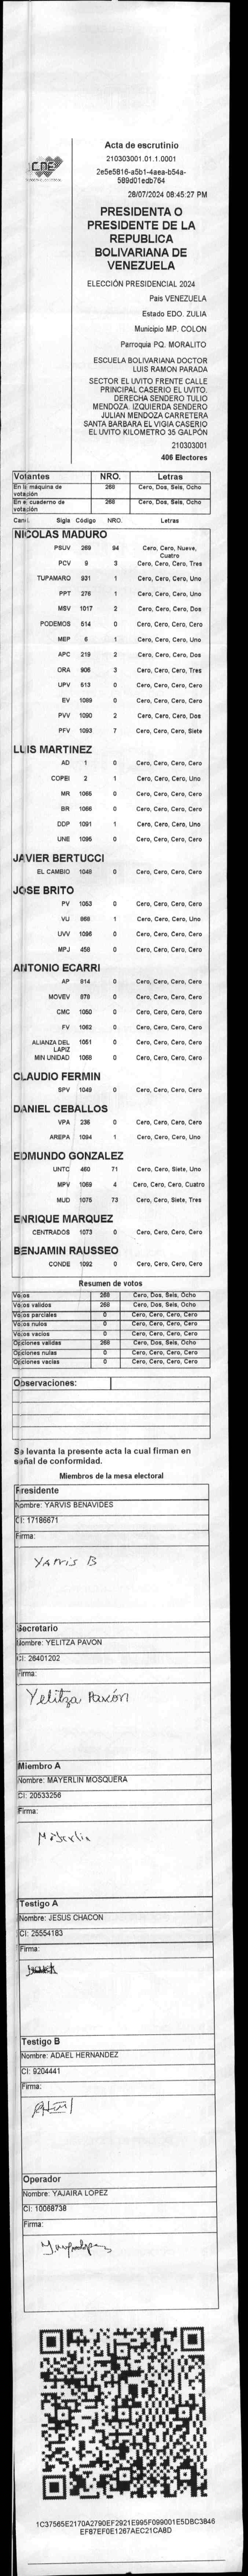 CNE
Acta de escrutinio
210303001.01.1.0001
2e5e5816-a5b1-4aea-b54a-
589d01edb764
28/07/2024 08:45:27 PM
PRESIDENTA O
PRESIDENTE DE LA
REPUBLICA
BOLIVARIANA DE
VENEZUELA
ELECCIÓN PRESIDENCIAL 2024
Pais VENEZUELA
Estado EDO. ZULIA
Municipio MP. COLON
Parroquia PQ. MORALITO
ESCUELA BOLIVARIANA DOCTOR
LUIS RAMON PARADA
SECTOR EL UVITO FRENTE CALLE
PRINCIPAL CASERIO EL UVITO.
DERECHA SENDERO TULIO
MENDOZA. IZQUIERDA SENDERO
JULIAN MENDOZA CARRETERA
SANTA BARBARA EL VIGIA CASERIO
EL UVITO KILOMETRO 35 GALPÓN
210303001
406 Electores
Votantes NRO. Letras
En la máquina de votación 268 Cero, Dos, Seis, Ocho
En el cuaderno de votación 268 Cero, Dos, Seis, Ocho
Cand. Sigla Código NRO. Letras
NICOLAS MADURO
PSUV 269 94 Cero, Cero, Nueve, Cuatro
PCV 9 3 Cero, Cero, Cero, Tres
TUPAMARO 931 1 Cero, Cero, Cero, Uno
PPT 276 1 Cero, Cero, Cero, Uno
MSV 1017 2 Cero, Cero, Cero, Dos
PODEMOS 514 0 Cero, Cero, Cero, Cero
MEP 6 1 Cero, Cero, Cero, Uno
APC 219 2 Cero, Cero, Cero, Dos
ORA 906 3 Cero, Cero, Cero, Tres
UPV 513 0 Cero, Cero, Cero, Cero
EV 1089 0 Cero, Cero, Cero, Cero
PVV 1090 2 Cero, Cero, Cero, Dos
PFV 1093 7 Cero, Cero, Cero, Siete
LUIS MARTINEZ
AD 1 0 Cero, Cero, Cero, Cero
COPEI 2 1 Cero, Cero, Cero, Uno
MR 1065 0 Cero, Cero, Cero, Cero
BR 1066 0 Cero, Cero, Cero, Cero
DDP 1091 1 Cero, Cero, Cero, Uno
UNE 1095 0 Cero, Cero, Cero, Cero
JAVIER BERTUCCI
EL CAMBIO 1048 0 Cero, Cero, Cero, Cero
JOSE BRITO
PV 1053 0 Cero, Cero, Cero, Cero
VU 868 1 Cero, Cero, Cero, Uno
UVV 1096 0 Cero, Cero, Cero, Cero
MPJ 458 0 Cero, Cero, Cero, Cero
ANTONIO ECARRI
AP 914 0 Cero, Cero, Cero, Cero
MOVEV 978 0 Cero, Cero, Cero, Cero
CMC 1050 0 Cero, Cero, Cero, Cero
FV 1062 0 Cero, Cero, Cero, Cero
ALIANZA DEL LAPIZ 1051 0 Cero, Cero, Cero, Cero
MIN UNIDAD 1068 0 Cero, Cero, Cero, Cero
CLAUDIO FERMIN
SPV 1049 0 Cero, Cero, Cero, Cero
DANIEL CEBALLOS
VPA 236 0 Cero, Cero, Cero, Cero
AREPA 1094 1 Cero, Cero, Cero, Uno
EDMUNDO GONZALEZ
UNTC 460 71 Cero, Cero, Siete, Uno
MPV 1069 4 Cero, Cero, Cero, Cuatro
MUD 1075 73 Cero, Cero, Siete, Tres
ENRIQUE MARQUEZ
CENTRADOS 1073 0 Cero, Cero, Cero, Cero
BENJAMIN RAUSSEO
CONDE 1092 0 Cero, Cero, Cero, Cero
Resumen de votos
Votos 268 Cero, Dos, Seis, Ocho
Votos validos 268 Cero, Dos, Seis, Ocho
Votos parciales 0 Cero, Cero, Cero, Cero
Votos nulos 0 Cero, Cero, Cero, Cero
Votos vacios 0 Cero, Cero, Cero, Cero
Opciones validas 268 Cero, Dos, Seis, Ocho
Opciones nulas 0 Cero, Cero, Cero, Cero
Opciones vacias 0 Cero, Cero, Cero, Cero
Observaciones:
Se levanta la presente acta la cual firman en
señal de conformidad.
Miembros de la mesa electoral
Presidente
Nombre: YARVIS BENAVIDES
CI: 17186671
Firma:
Yarvis B
Secretario
Nombre: YELITZA PAVON
CI: 26401202
Firma:
Yelitza Pavón
Miembro A
Nombre: MAYERLIN MOSQUERA
CI: 20533256
Firma:
Testigo A
Nombre: JESUS CHACON
CI: 25554183
Firma:
Testigo B
Nombre: ADAEL HERNANDEZ
CI: 9204441
Firma:
Operador
Nombre: YAJAIRA LOPEZ
CI: 10068738
Firma:
1C37565E2170A2790EF2921E995F099001E5DBC3846
EF87EF0E1267AEC21CA8D